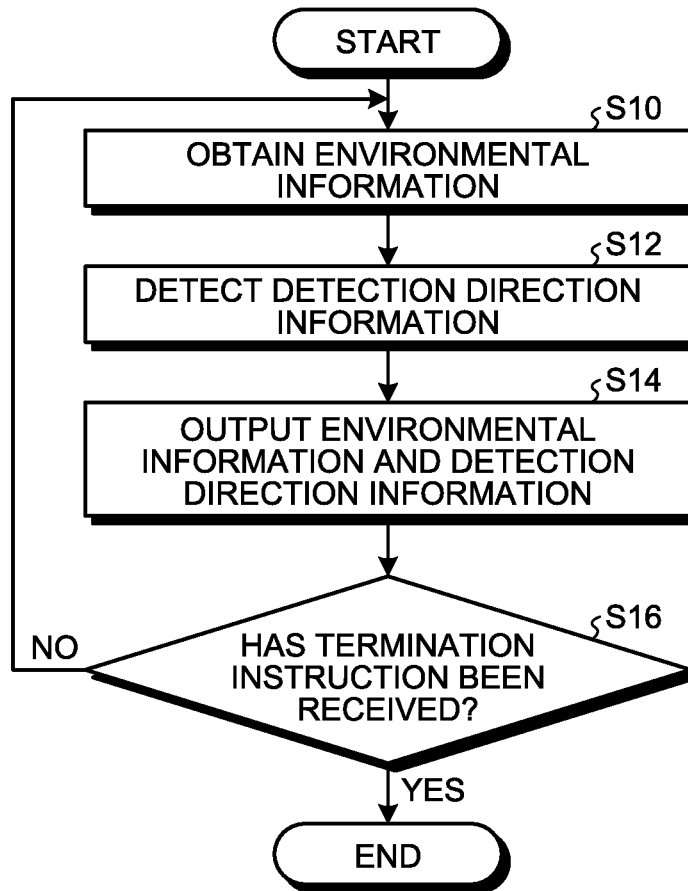 START
S10
OBTAIN ENVIRONMENTAL
INFORMATION
S12
DETECT DETECTION DIRECTION
INFORMATION
S14
OUTPUT ENVIRONMENTAL
INFORMATION AND DETECTION
DIRECTION INFORMATION
S16
HAS TERMINATION
INSTRUCTION BEEN
RECEIVED?
NO
YES
END